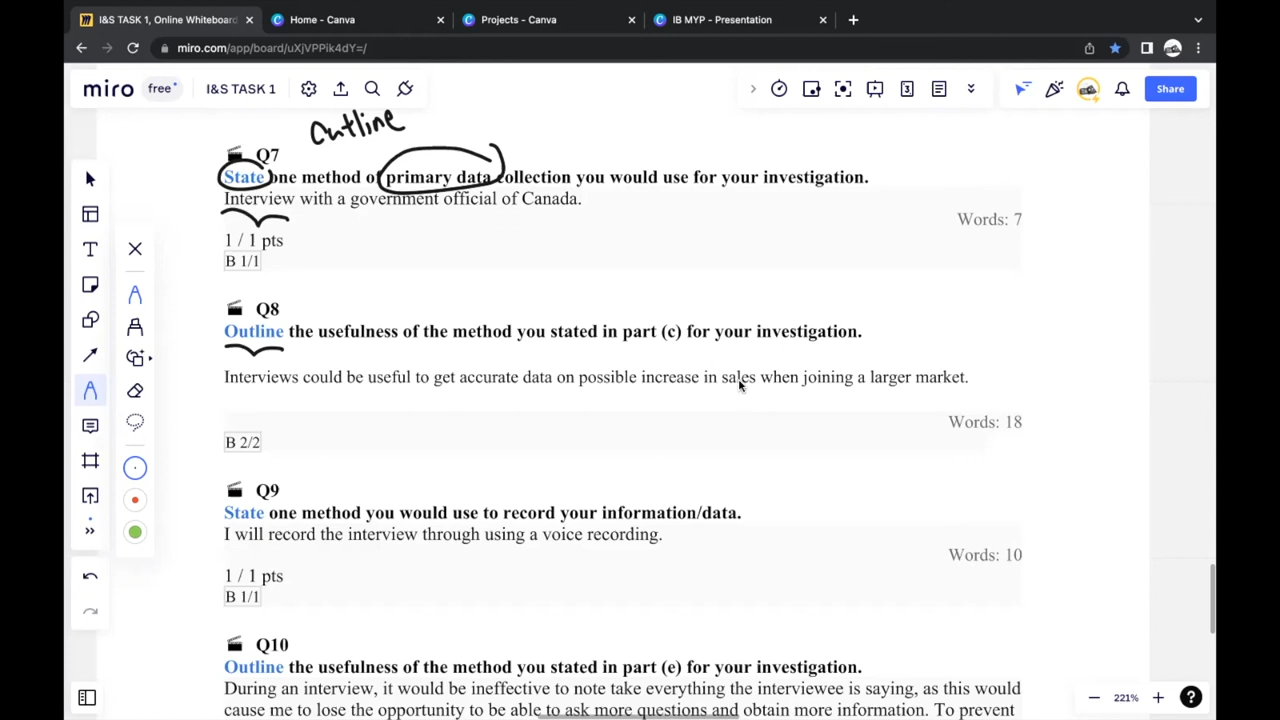 I&S TASK 1, Online Whiteboard
Home - Canva
Projects - Canva
IB MYP - Presentation
miro.com/app/board/uXjVPPik4dY=/
miro
free
I&S TASK 1
3
Share
Outline
Q7
State one method of primary data collection you would use for your investigation.
Interview with a government official of Canada.
Words: 7
1 / 1 pts
B 1/1
Q8
Outline the usefulness of the method you stated in part (c) for your investigation.
Interviews could be useful to get accurate data on possible increase in sales when joining a larger market.
Words: 18
B 2/2
Q9
State one method you would use to record your information/data.
I will record the interview through using a voice recording.
Words: 10
1 / 1 pts
B 1/1
Q10
Outline the usefulness of the method you stated in part (e) for your investigation.
During an interview, it would be ineffective to note take everything the interviewee is saying, as this would
cause me to lose the opportunity to be able to ask more questions and obtain more information. To prevent
221%